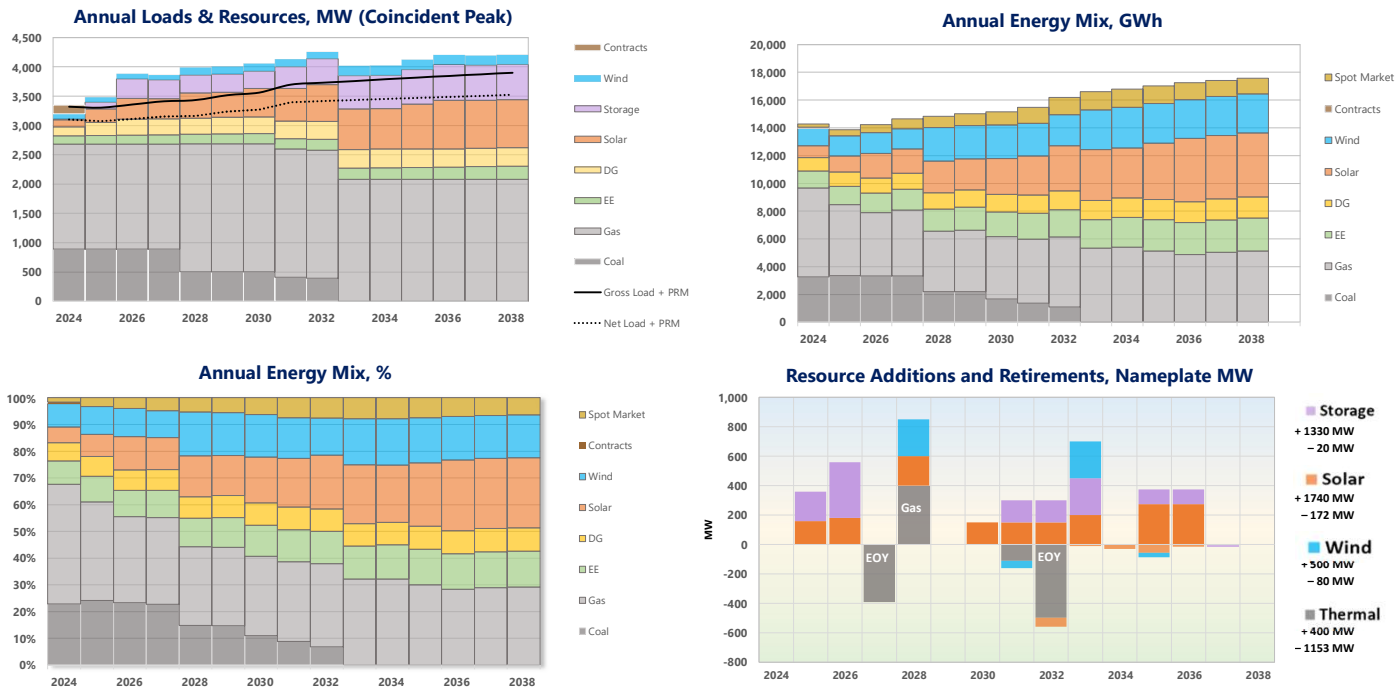 Annual Loads & Resources, MW (Coincident Peak)
4,500
4,000
3,500
3,000
2,500
2,000
1,500
1,000
500
0
2024 2026 2028 2030 2032 2034 2036 2038
Contracts
Wind
Storage
Solar
DG
EE
Gas
Coal
Gross Load + PRM
Net Load + PRM
Annual Energy Mix, GWh
20,000
18,000
16,000
14,000
12,000
10,000
8,000
6,000
4,000
2,000
0
2024 2026 2028 2030 2032 2034 2036 2038
Spot Market
Contracts
Wind
Solar
DG
EE
Gas
Coal
Annual Energy Mix, %
100%
90%
80%
70%
60%
50%
40%
30%
20%
10%
0%
2024 2026 2028 2030 2032 2034 2036 2038
Spot Market
Contracts
Wind
Solar
DG
EE
Gas
Coal
Resource Additions and Retirements, Nameplate MW
MW
1,000
800
600
400
200
0
-200
-400
-600
-800
Gas
EOY
EOY
2024 2026 2028 2030 2032 2034 2036 2038
Storage
+ 1330 MW
– 20 MW
Solar
+ 1740 MW
– 172 MW
Wind
+ 500 MW
– 80 MW
Thermal
+ 400 MW
– 1153 MW